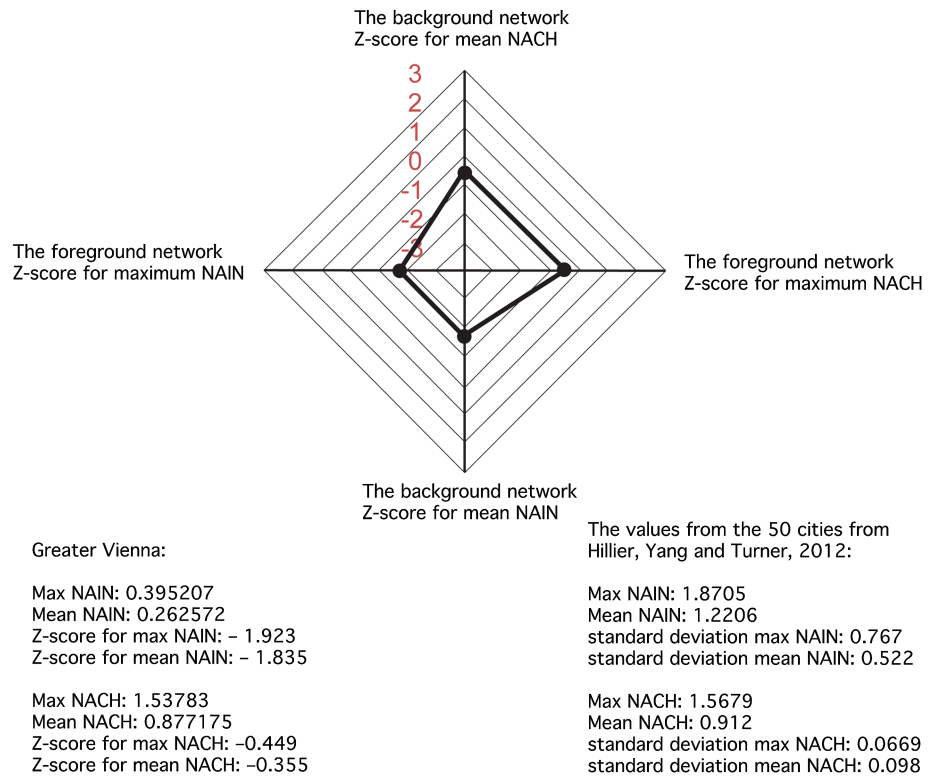 The background network
Z-score for mean NACH
3
2
1
0
-1
-2
-3
The foreground network
Z-score for maximum NAIN
The foreground network
Z-score for maximum NACH
The background network
Z-score for mean NAIN
Greater Vienna:
Max NAIN: 0.395207
Mean NAIN: 0.262572
Z-score for max NAIN: – 1.923
Z-score for mean NAIN: – 1.835
Max NACH: 1.53783
Mean NACH: 0.877175
Z-score for max NACH: –0.449
Z-score for mean NACH: –0.355
The values from the 50 cities from
Hillier, Yang and Turner, 2012:
Max NAIN: 1.8705
Mean NAIN: 1.2206
standard deviation max NAIN: 0.767
standard deviation mean NAIN: 0.522
Max NACH: 1.5679
Mean NACH: 0.912
standard deviation max NACH: 0.0669
standard deviation mean NACH: 0.098